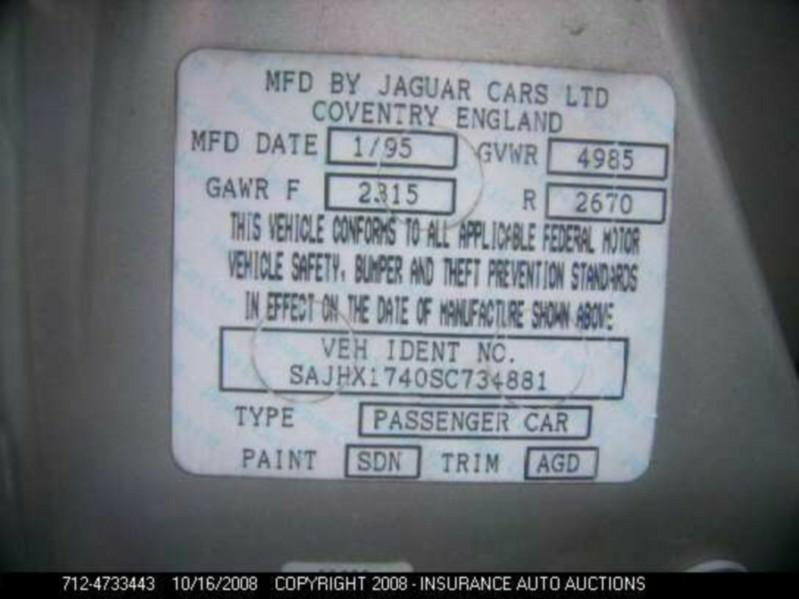 MFD BY JAGUAR CARS LTD
COVENTRY ENGLAND
MFD DATE 1/95 GVWR 4985
GAWR F 2315 R 2670
THIS VEHICLE CONFORMS TO ALL APPLICABLE FEDERAL MOTOR
VEHICLE SAFETY, BUMPER AND THEFT PREVENTION STANDARDS
IN EFFECT ON THE DATE OF MANUFACTURE SHOWN ABOVE
VEH IDENT NO.
SAJHX1740SC734881
TYPE PASSENGER CAR
PAINT SDN TRIM AGD
712-4733443 10/16/2008 COPYRIGHT 2008 - INSURANCE AUTO AUCTIONS